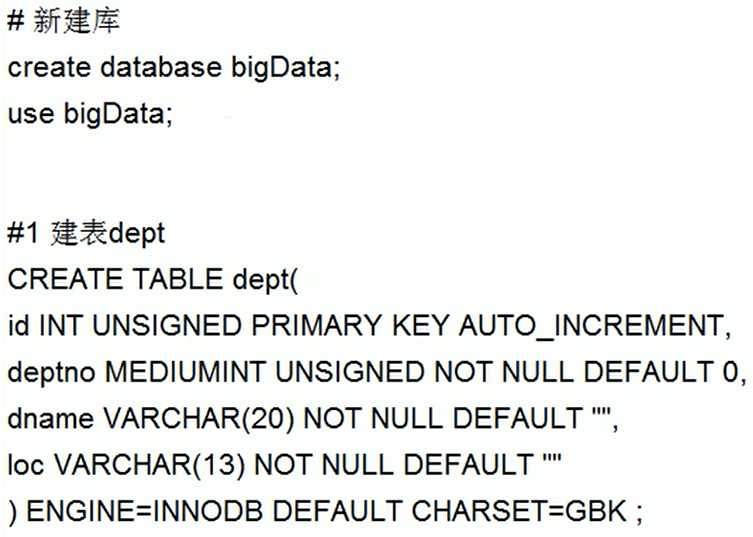 # 新建库
create database bigData;
use bigData;
#1 建表dept
CREATE TABLE dept(
id INT UNSIGNED PRIMARY KEY AUTO_INCREMENT,
deptno MEDIUMINT UNSIGNED NOT NULL DEFAULT 0,
dname VARCHAR(20) NOT NULL DEFAULT "",
loc VARCHAR(13) NOT NULL DEFAULT ""
) ENGINE=INNODB DEFAULT CHARSET=GBK ;